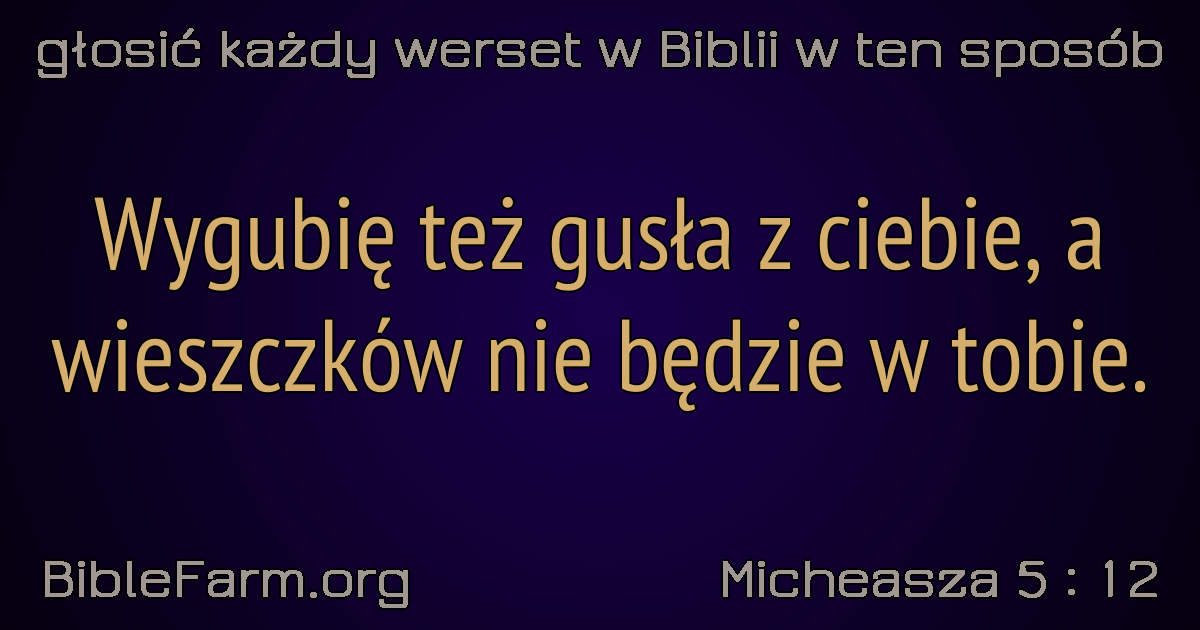 głosić każdy werset w Biblii w ten sposób
Wygubię też gusła z ciebie, a
wieszczków nie będzie w tobie.
BibleFarm.org
Micheasza 5 : 12